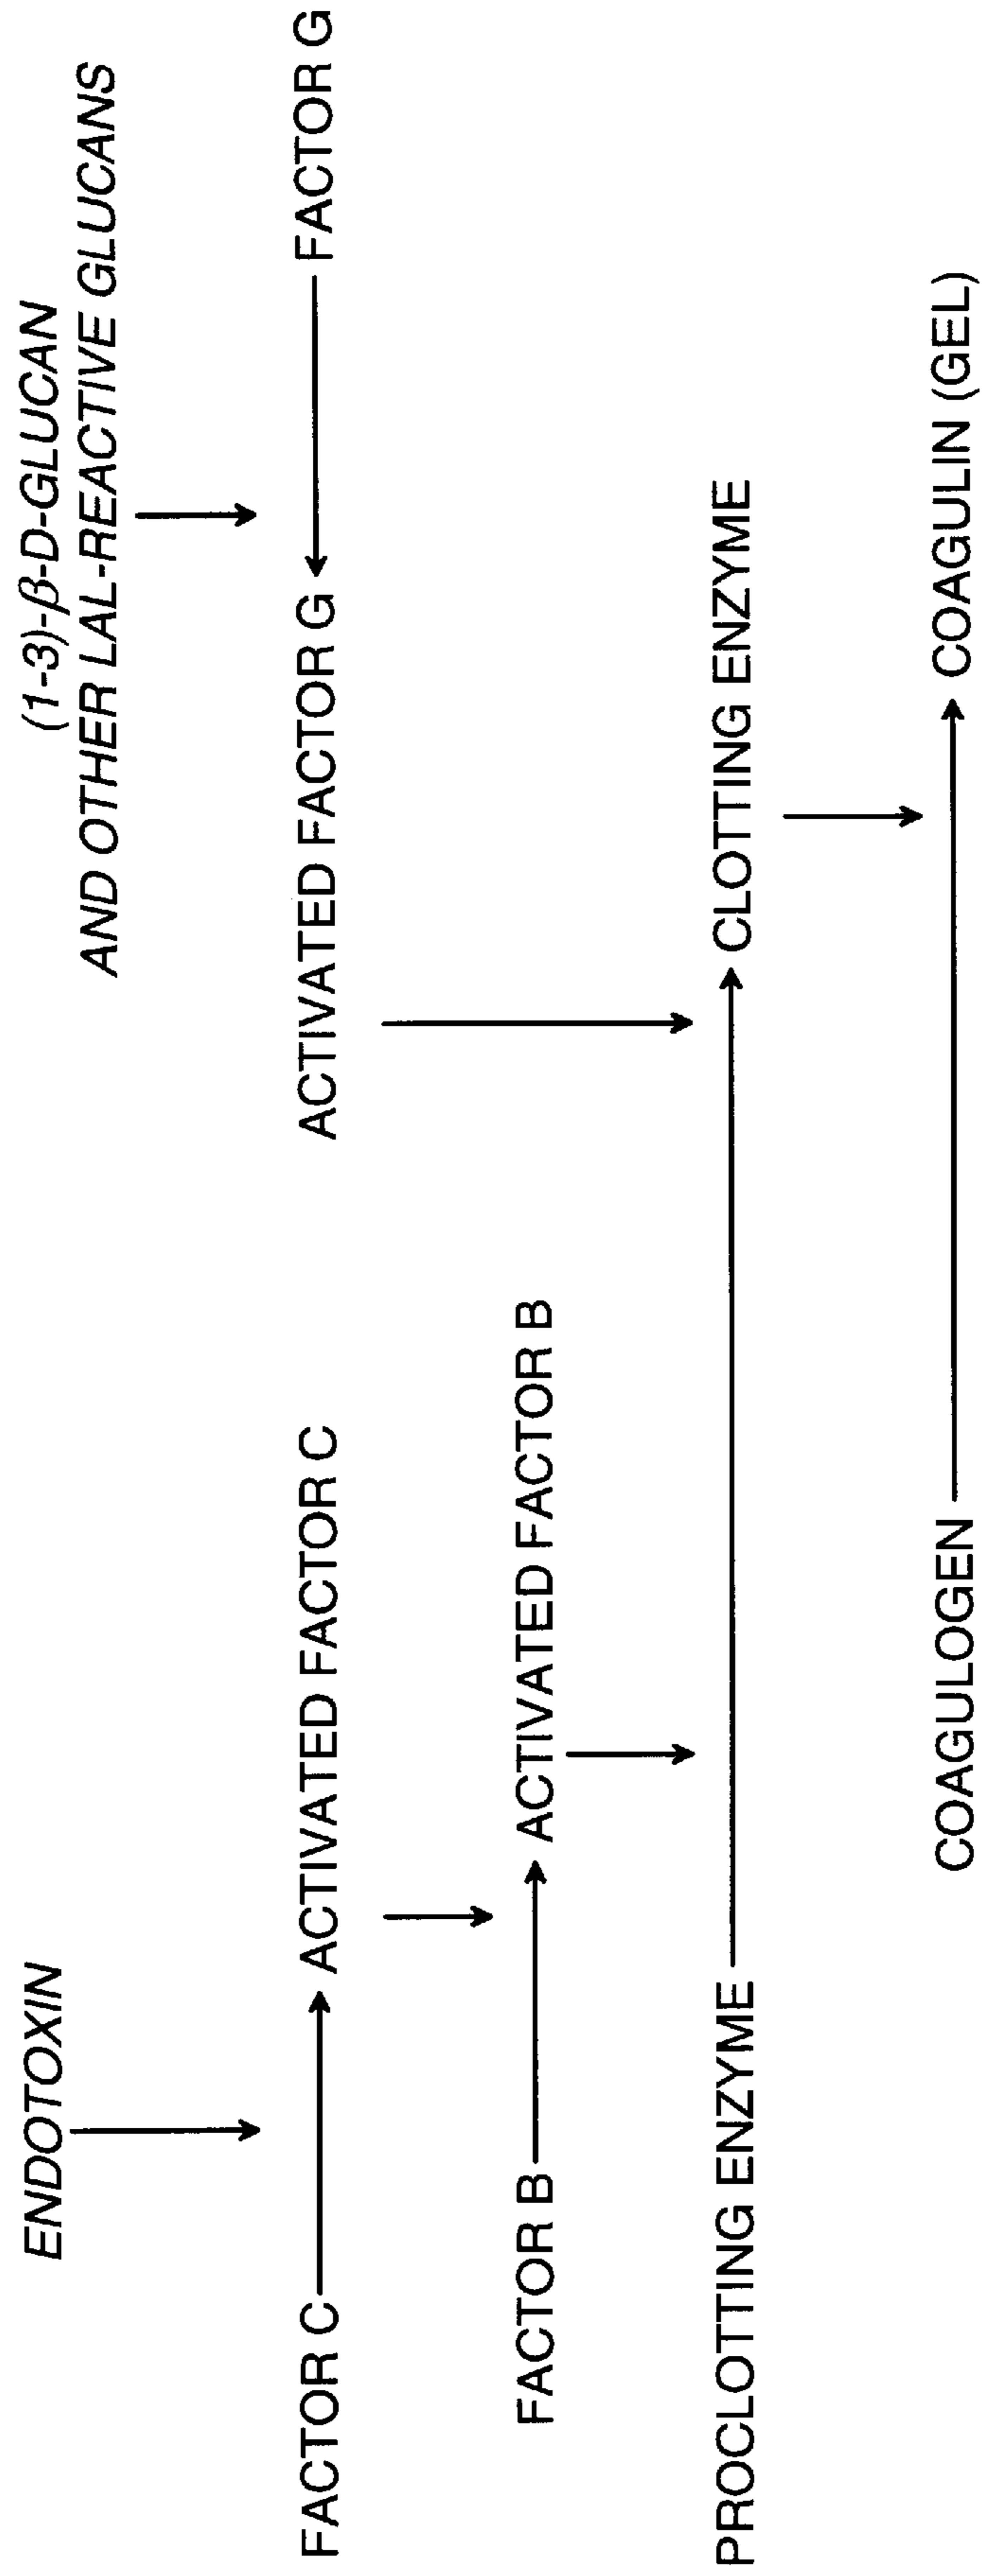 ENDOTOXIN
(1-3)-β-D-GLUCAN
AND OTHER LAL-REACTIVE GLUCANS
FACTOR C
ACTIVATED FACTOR C
ACTIVATED FACTOR G
FACTOR G
FACTOR B
ACTIVATED FACTOR B
PROCLOTTING ENZYME
CLOTTING ENZYME
COAGULOGEN
COAGULIN (GEL)